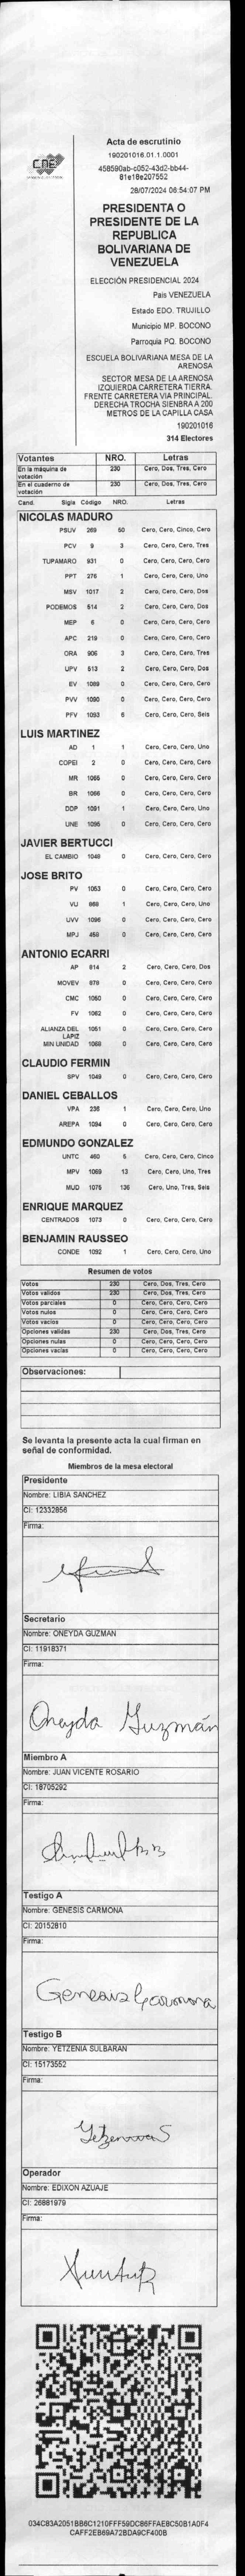 CNE
Acta de escrutinio
190201016.01.1.0001
458590ab-c052-43d2-bb44-
81e18e207552
28/07/2024 06:54:07 PM
PRESIDENTA O
PRESIDENTE DE LA
REPUBLICA
BOLIVARIANA DE
VENEZUELA
ELECCIÓN PRESIDENCIAL 2024
País VENEZUELA
Estado EDO. TRUJILLO
Municipio MP. BOCONO
Parroquia PQ. BOCONO
ESCUELA BOLIVARIANA MESA DE LA
ARENOSA
SECTOR MESA DE LA ARENOSA
IZQUIERDA CARRETERA TIERRA.
FRENTE CARRETERA VIA PRINCIPAL.
DERECHA TROCHA SIENBRA A 200
METROS DE LA CAPILLA CASA
190201016
314 Electores
Votantes NRO. Letras
En la máquina de votación 230 Cero, Dos, Tres, Cero
En el cuaderno de votación 230 Cero, Dos, Tres, Cero
Cand. Sigla Código NRO. Letras
NICOLAS MADURO
PSUV 269 50 Cero, Cero, Cinco, Cero
PCV 9 3 Cero, Cero, Cero, Tres
TUPAMARO 931 0 Cero, Cero, Cero, Cero
PPT 276 1 Cero, Cero, Cero, Uno
MSV 1017 2 Cero, Cero, Cero, Dos
PODEMOS 514 2 Cero, Cero, Cero, Dos
MEP 6 0 Cero, Cero, Cero, Cero
APC 219 0 Cero, Cero, Cero, Cero
ORA 906 3 Cero, Cero, Cero, Tres
UPV 513 2 Cero, Cero, Cero, Dos
EV 1089 0 Cero, Cero, Cero, Cero
PVV 1090 0 Cero, Cero, Cero, Cero
PFV 1093 6 Cero, Cero, Cero, Seis
LUIS MARTINEZ
AD 1 1 Cero, Cero, Cero, Uno
COPEI 2 0 Cero, Cero, Cero, Cero
MR 1065 0 Cero, Cero, Cero, Cero
BR 1066 0 Cero, Cero, Cero, Cero
DDP 1091 1 Cero, Cero, Cero, Uno
UNE 1095 0 Cero, Cero, Cero, Cero
JAVIER BERTUCCI
EL CAMBIO 1048 0 Cero, Cero, Cero, Cero
JOSE BRITO
PV 1053 0 Cero, Cero, Cero, Cero
VU 868 1 Cero, Cero, Cero, Uno
UVV 1096 0 Cero, Cero, Cero, Cero
MPJ 458 0 Cero, Cero, Cero, Cero
ANTONIO ECARRI
AP 814 2 Cero, Cero, Cero, Dos
MOVEV 879 0 Cero, Cero, Cero, Cero
CMC 1050 0 Cero, Cero, Cero, Cero
FV 1062 0 Cero, Cero, Cero, Cero
ALIANZA DEL LAPIZ 1051 0 Cero, Cero, Cero, Cero
MIN UNIDAD 1068 0 Cero, Cero, Cero, Cero
CLAUDIO FERMIN
SPV 1049 0 Cero, Cero, Cero, Cero
DANIEL CEBALLOS
VPA 236 1 Cero, Cero, Cero, Uno
AREPA 1094 0 Cero, Cero, Cero, Cero
EDMUNDO GONZALEZ
UNTC 460 5 Cero, Cero, Cero, Cinco
MPV 1069 13 Cero, Cero, Uno, Tres
MUD 1075 136 Cero, Uno, Tres, Seis
ENRIQUE MARQUEZ
CENTRADOS 1073 0 Cero, Cero, Cero, Cero
BENJAMIN RAUSSEO
CONDE 1092 1 Cero, Cero, Cero, Uno
Resumen de votos
Votos 230 Cero, Dos, Tres, Cero
Votos validos 230 Cero, Dos, Tres, Cero
Votos parciales 0 Cero, Cero, Cero, Cero
Votos nulos 0 Cero, Cero, Cero, Cero
Votos vacios 0 Cero, Cero, Cero, Cero
Opciones validas 230 Cero, Dos, Tres, Cero
Opciones nulas 0 Cero, Cero, Cero, Cero
Opciones vacias 0 Cero, Cero, Cero, Cero
Observaciones:
Se levanta la presente acta la cual firman en
señal de conformidad.
Miembros de la mesa electoral
Presidente
Nombre: LIBIA SANCHEZ
CI: 12332856
Firma:
Secretario
Nombre: ONEYDA GUZMAN
CI: 11918371
Firma:
Oneyda Guzmán
Miembro A
Nombre: JUAN VICENTE ROSARIO
CI: 18705292
Firma:
Testigo A
Nombre: GENESIS CARMONA
CI: 20152810
Firma:
Genesis Carmona
Testigo B
Nombre: YETZENIA SULBARAN
CI: 15173552
Firma:
Operador
Nombre: EDIXON AZUAJE
CI: 26881979
Firma:
034C83A2051BB6C1210FFF59DC86FFAE8C50B1A0F4
CAFF2EB69A72BDA9CF400B